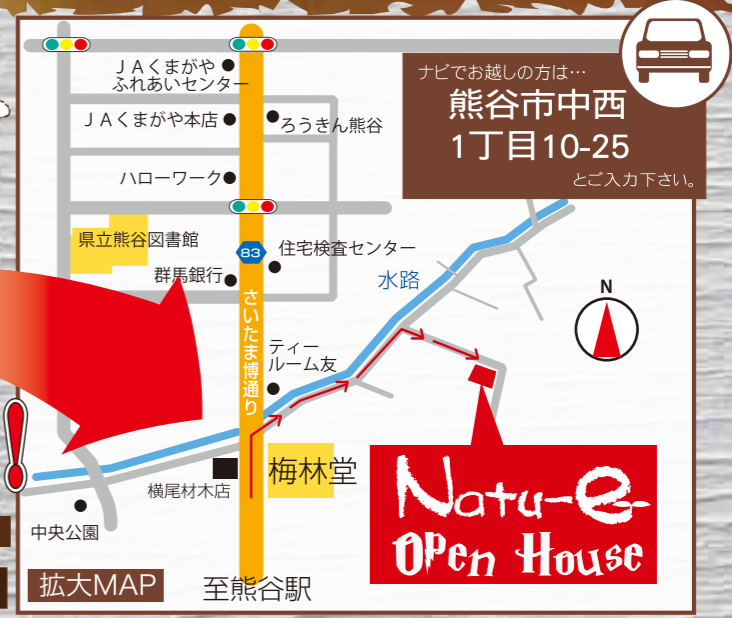 JAくまがや
ふれあいセンター
JAくまがや本店
ろうきん熊谷
ハローワーク
ナビでお越しの方は…
熊谷市中西
1丁目10-25
とご入力下さい。
県立熊谷図書館
83
住宅検査センター
群馬銀行
水路
さいたま博通り
N
ティー
ルーム友
梅林堂
横尾材木店
中央公園
Natu-e-
OPen House
拡大MAP
至熊谷駅